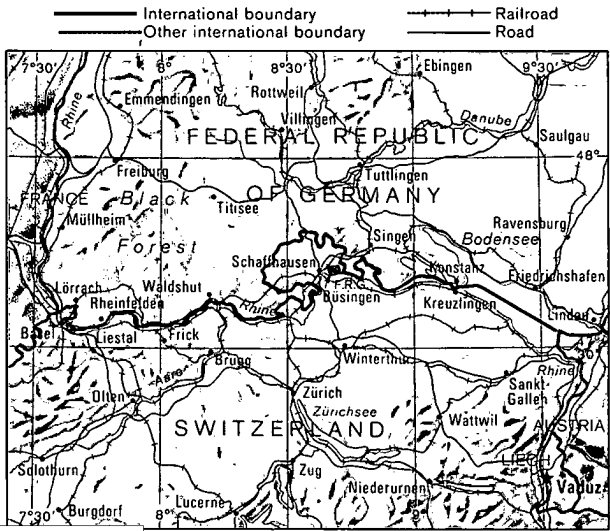 International boundary
Railroad
Other international boundary
Road
7°30'
8°30'
9°30'
Ebingen
Rottweil
Emmendingen
Rhine
Villingen
Danube
FEDERAL REPUBLIC
Saulgau
48°
Freiburg
Tuttlingen
OF GERMANY
FRANCE
Black
Titisee
Ravensburg
Müllheim
Singen
Bodensee
Forest
Schaffhausen
Konstanz
F.R.G.
Friedrichshafen
Lörrach
Waldshut
Büsingen
Rheinfelden
Rhine
Kreuzlingen
Lindau
Basel
Liestal
Frick
Winterthur
30'
Brugg
Rhine
Aare
Sankt
Gallen
Olten
Zürich
Zürichsee
Wattwil
AUSTRIA
SWITZERLAND
Solothurn
Zug
LIECH
Niederurnen
Vaduz
Lucerne
7°30'
Burgdorf
8°